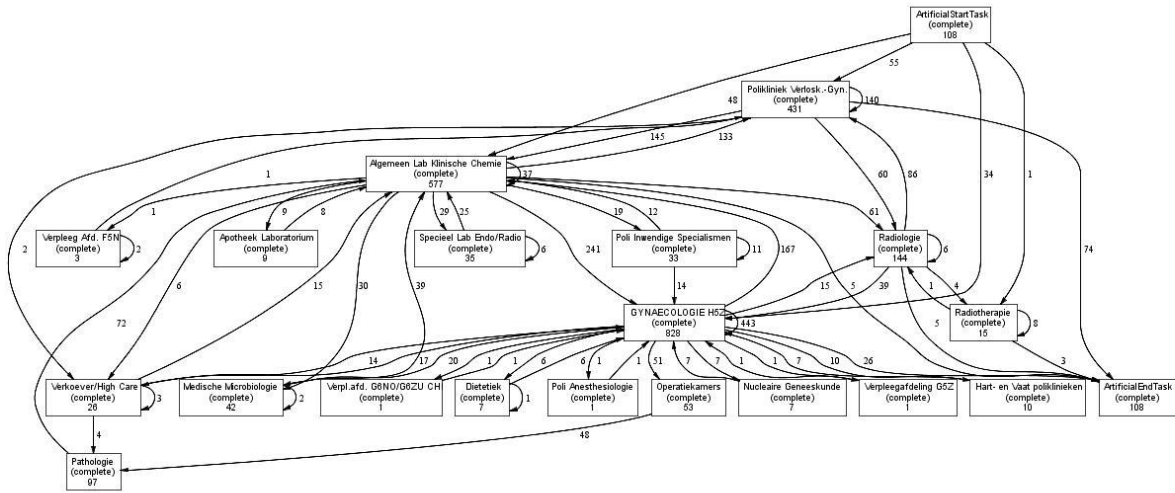 ArtificialStartTask
(complete)
108
55
Polikliniek Verlosk.-Gyn.
(complete)
431
140
48
145
133
Algemeen Lab Klinische Chemie
(complete)
577
37
60
86
34
1
1
1
9
8
29
25
19
12
61
Verpleeg Afd. F5N
(complete)
3
2
Apotheek Laboratorium
(complete)
9
Specieel Lab Endo/Radio
(complete)
35
6
Poli Inwendige Specialismen
(complete)
33
11
Radiologie
(complete)
144
6
2
6
15
30
39
241
14
167
15
5
39
5
1
4
74
72
GYNAECOLOGIE H5Z
(complete)
828
443
Radiotherapie
(complete)
15
8
3
14
17
20
1
1
6
6
1
1
51
7
7
1
1
7
10
26
Verkoever/High Care
(complete)
26
3
Medische Microbiologie
(complete)
42
2
Verpl.afd. G6NO/G6ZU CH
(complete)
1
Dietetiek
(complete)
7
1
Poli Anesthesiologie
(complete)
1
Operatiekamers
(complete)
53
Nucleaire Geneeskunde
(complete)
7
Verpleegafdeling G5Z
(complete)
1
Hart- en Vaat poliklinieken
(complete)
10
ArtificialEndTask
(complete)
108
4
48
Pathologie
(complete)
97